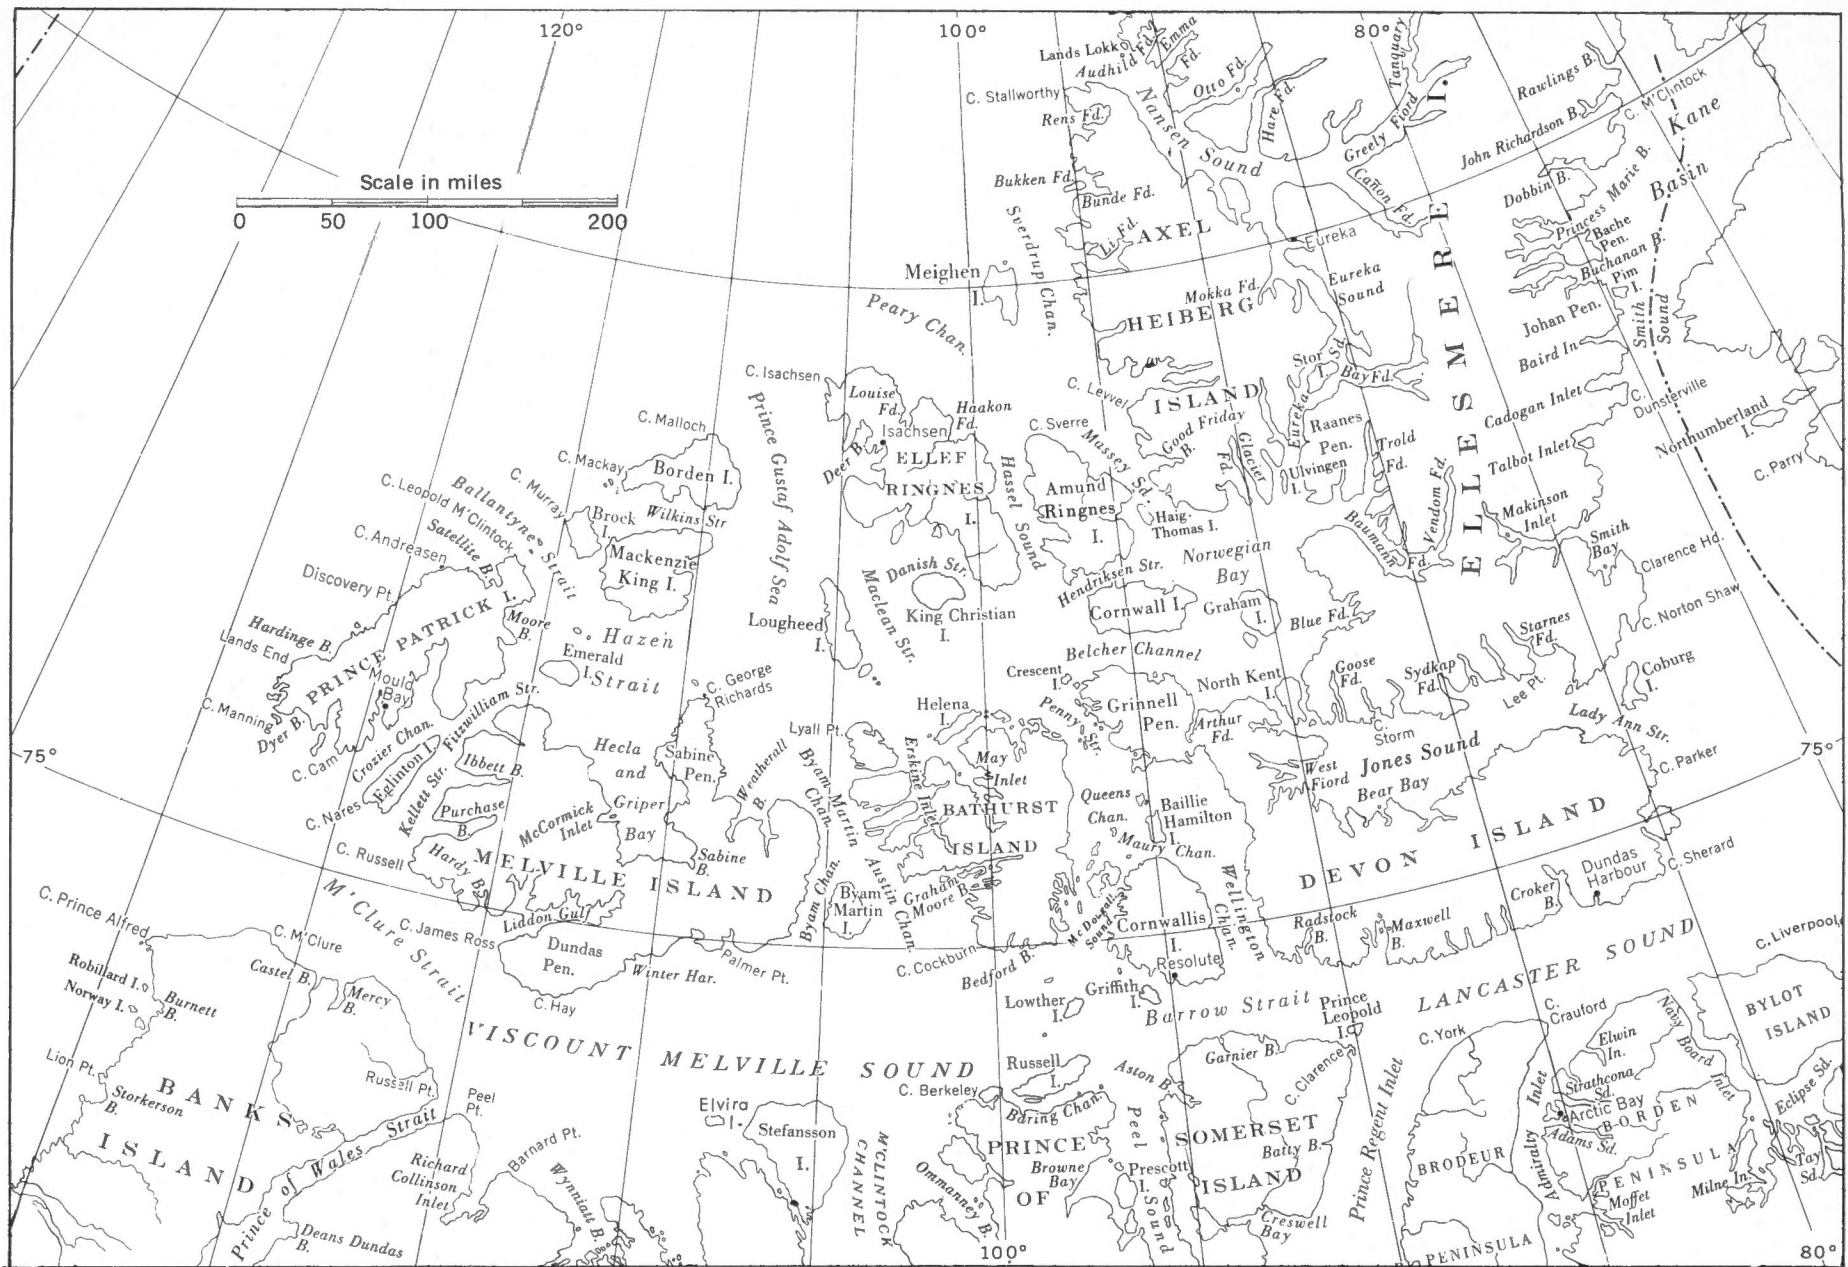 120°
100°
80°
Lands Lokk
Audhild Fd.
Emma
Fd.
Otto Fd.
Hare Fd.
Tanquary
Rawlings B.
C. M'Clintock
C. Stallworthy
Rens Fd.
Nansen Sound
Greely Fiord
John Richardson B.
Kane
Basin
Scale in miles
0 50 100 200
Bukken Fd.
Bunde Fd.
Cañon Fd.
Dobbin B.
Princess Marie B.
Bache
Pen.
Buchanan B.
Sverdrup Chan.
Li Fd.
AXEL
Eureka
Pim
I.
Meighen
I.
Peary Chan.
Mokka Fd.
Eureka
Sound
HEIBERG
Johan Pen.
Smith
Sound
Baird In.
Stor
I.
Bay Fd.
ELLESMERE I.
C. Isachsen
Louise
Fd.
Haakon
Fd.
C. Levvel
ISLAND
Eureka Sd.
Cadogan Inlet
C.
Dunsterville
Northumberland
I.
C. Malloch
Prince Gustaf Adolf Sea
Isachsen
Deer B.
C. Sverre
Massey Sd.
Good Friday
B.
Fd.
Glacier
Raanes
Pen.
Trold
Fd.
Talbot Inlet
C. Parry
C. Mackay
Borden I.
ELLEF
RINGNES
I.
Hassel Sound
Amund
Ringnes
I.
Ulvingen
I.
Vendom Fd.
Makinson
Inlet
C. Leopold M'Clintock
Ballantyne Strait
C. Murray
Brock
I.
Wilkins Str
Haig-
Thomas I.
Smith
Bay
C. Andreasen
Satellite B.
Mackenzie
King I.
Maclean Str.
Danish Str.
Norwegian
Bay
Baumann
Fd.
Clarence Hd.
Discovery Pt.
Hendriksen Str.
King Christian
I.
Cornwall I.
Graham
I.
Blue Fd.
Starnes
Fd.
C. Norton Shaw
Hardinge B.
PRINCE PATRICK I.
Moore
B.
Hazen
Strait
Lougheed
I.
Lands End
Emerald
I.
Belcher Channel
Mould
Bay
C. George
Richards
Crescent
I.
North Kent
I.
Goose
Fd.
Sydkap
Fd.
Lee Pt.
Coburg
I.
C. Manning
Dyer B.
Fitzwilliam Str.
Helena
I.
Penny Str.
Grinnell
Pen.
Arthur
Fd.
C.
Storm
Lady Ann Str.
75°
C. Cam
Crozier Chan.
Eglinton I.
Ibbett B.
Hecla
and
Griper
Bay
Sabine
Pen.
Weatherall
B.
Lyall Pt.
Byam Martin
Chan.
Erskine Inlet
May
Inlet
West
Fiord
Jones Sound
Bear Bay
C. Parker
75°
C. Nares
Kellett Str.
Purchase
B.
McCormick
Inlet
BATHURST
ISLAND
Queens
Chan.
Baillie
Hamilton
I.
Maury Chan.
DEVON ISLAND
C. Russell
Hardy B.
MELVILLE ISLAND
Sabine
B.
Austin Chan.
Graham
Moore B.
Wellington
Chan.
Dundas
Harbour
C. Sherard
C. Prince Alfred
M'Clure Strait
C. James Ross
Liddon Gulf
Byam Chan.
Byam
Martin
I.
McDougall
Sound
Cornwallis
I.
Radstock
B.
Maxwell
B.
Croker
B.
C. M'Clure
Dundas
Pen.
Winter Har.
Palmer Pt.
C. Cockburn
Bedford B.
Resolute
LANCASTER SOUND
C. Liverpool
Robillard I.
Norway I.
Burnett
B.
Castel B.
Mercy
B.
C. Hay
Lowther
I.
Griffith
I.
Barrow Strait
Prince
Leopold
I.
C. York
C.
Crauford
Navy Board Inlet
BYLOT
ISLAND
VISCOUNT MELVILLE SOUND
Elwin
In.
Lion Pt.
Storkerson
B.
BANKS
ISLAND
Russell Pt.
Peel
Pt.
C. Berkeley
Russell
I.
Aston B.
Garnier B.
C. Clarence
Strathcona
Sd.
Arctic Bay
Adams Sd.
Eclipse Sd.
Prince of Wales Strait
Elvira
I.
Stefansson
I.
Baring Chan.
Peel
Sound
SOMERSET
ISLAND
Prince Regent Inlet
Admiralty Inlet
BORDEN
PENINSULA
Barnard Pt.
M'CLINTOCK
CHANNEL
PRINCE
OF
Browne
Bay
Prescott
I.
Batty B.
BRODEUR
PENINSULA
Richard
Collinson
Inlet
Wynniatt B.
Ommanney B.
Moffet
Inlet
Milne In.
Tay
Sd.
Deans Dundas
B.
Creswell
Bay
100°
80°